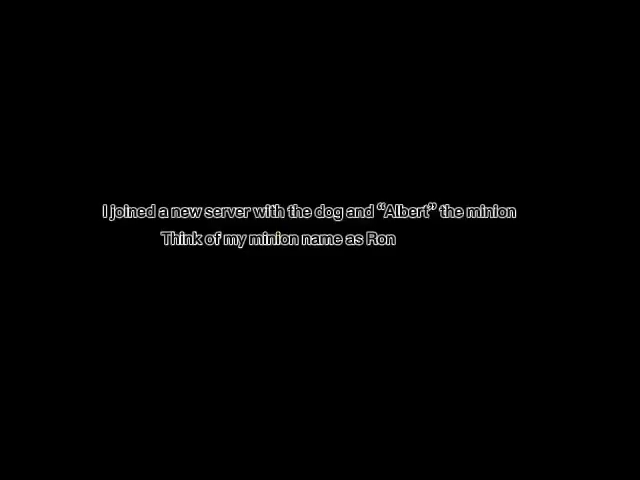 I joined a new server with the dog and “Albert” the minion
Think of my minion name as Ron